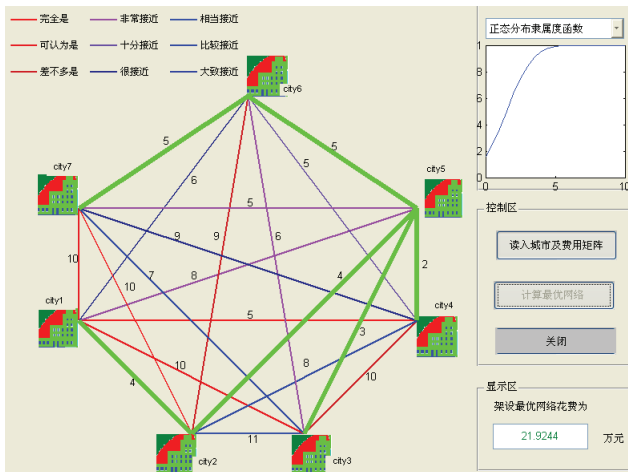 完全是 非常接近 相当接近
可认为是 十分接近 比较接近
差不多是 很接近 大致接近
正态分布隶属度函数
1
8
6
4
2
0
0 5 10
city6
5
5
city7
6
5
city5
5
6
9
9
4
2
10
7
8
10
city1
5
city4
3
4
10
8
10
11
city2
city3
控制区
读入城市及费用矩阵
计算最优网络
关闭
显示区
架设最优网络花费为
21.9244 万元